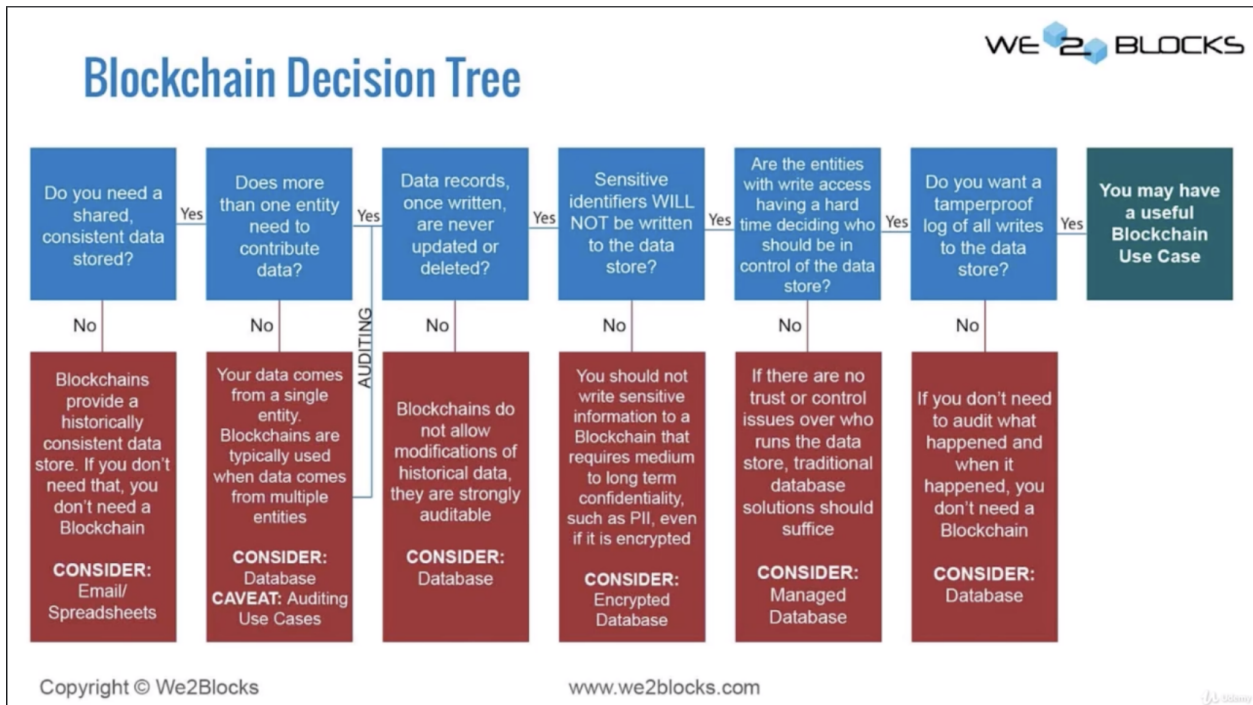 WE 2 BLOCKS
Blockchain Decision Tree
Do you need a
shared,
consistent data
stored?
Yes
Does more
than one entity
need to
contribute
data?
Yes
Data records,
once written,
are never
updated or
deleted?
Yes
Sensitive
identifiers WILL
NOT be written
to the data
store?
Yes
Are the entities
with write access
having a hard
time deciding who
should be in
control of the data
store?
Yes
Do you want a
tamperproof
log of all writes
to the data
store?
Yes
You may have
a useful
Blockchain
Use Case
No
No
No
No
No
No
AUDITING
Blockchains
provide a
historically
consistent data
store. If you don't
need that, you
don't need a
Blockchain
CONSIDER:
Email/
Spreadsheets
Your data comes
from a single
entity.
Blockchains are
typically used
when data comes
from multiple
entities
CONSIDER:
Database
CAVEAT: Auditing
Use Cases
Blockchains do
not allow
modifications of
historical data,
they are strongly
auditable
CONSIDER:
Database
You should not
write sensitive
information to a
Blockchain that
requires medium
to long term
confidentiality,
such as PII, even
if it is encrypted
CONSIDER:
Encrypted
Database
If there are no
trust or control
issues over who
runs the data
store, traditional
database
solutions should
suffice
CONSIDER:
Managed
Database
If you don't need
to audit what
happened and
when it
happened, you
don't need a
Blockchain
CONSIDER:
Database
Copyright © We2Blocks
www.we2blocks.com
Udemy